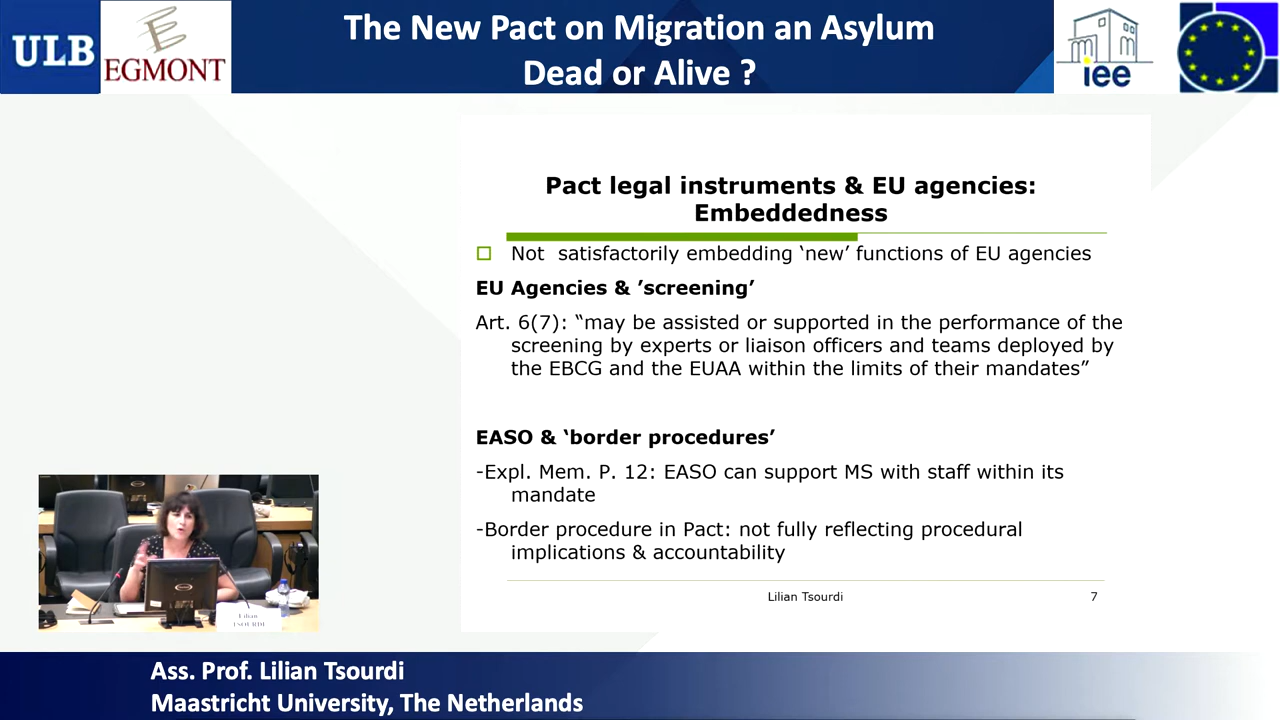 ULB
EGMONT
The New Pact on Migration an Asylum
Dead or Alive ?
iee
Pact legal instruments & EU agencies:
Embeddedness
Not satisfactorily embedding ‘new’ functions of EU agencies
EU Agencies & ’screening’
Art. 6(7): “may be assisted or supported in the performance of the
screening by experts or liaison officers and teams deployed by
the EBCG and the EUAA within the limits of their mandates”
EASO & ‘border procedures’
-Expl. Mem. P. 12: EASO can support MS with staff within its
mandate
-Border procedure in Pact: not fully reflecting procedural
implications & accountability
Lilian Tsourdi
7
Lilian
TSOURDI
Ass. Prof. Lilian Tsourdi
Maastricht University, The Netherlands